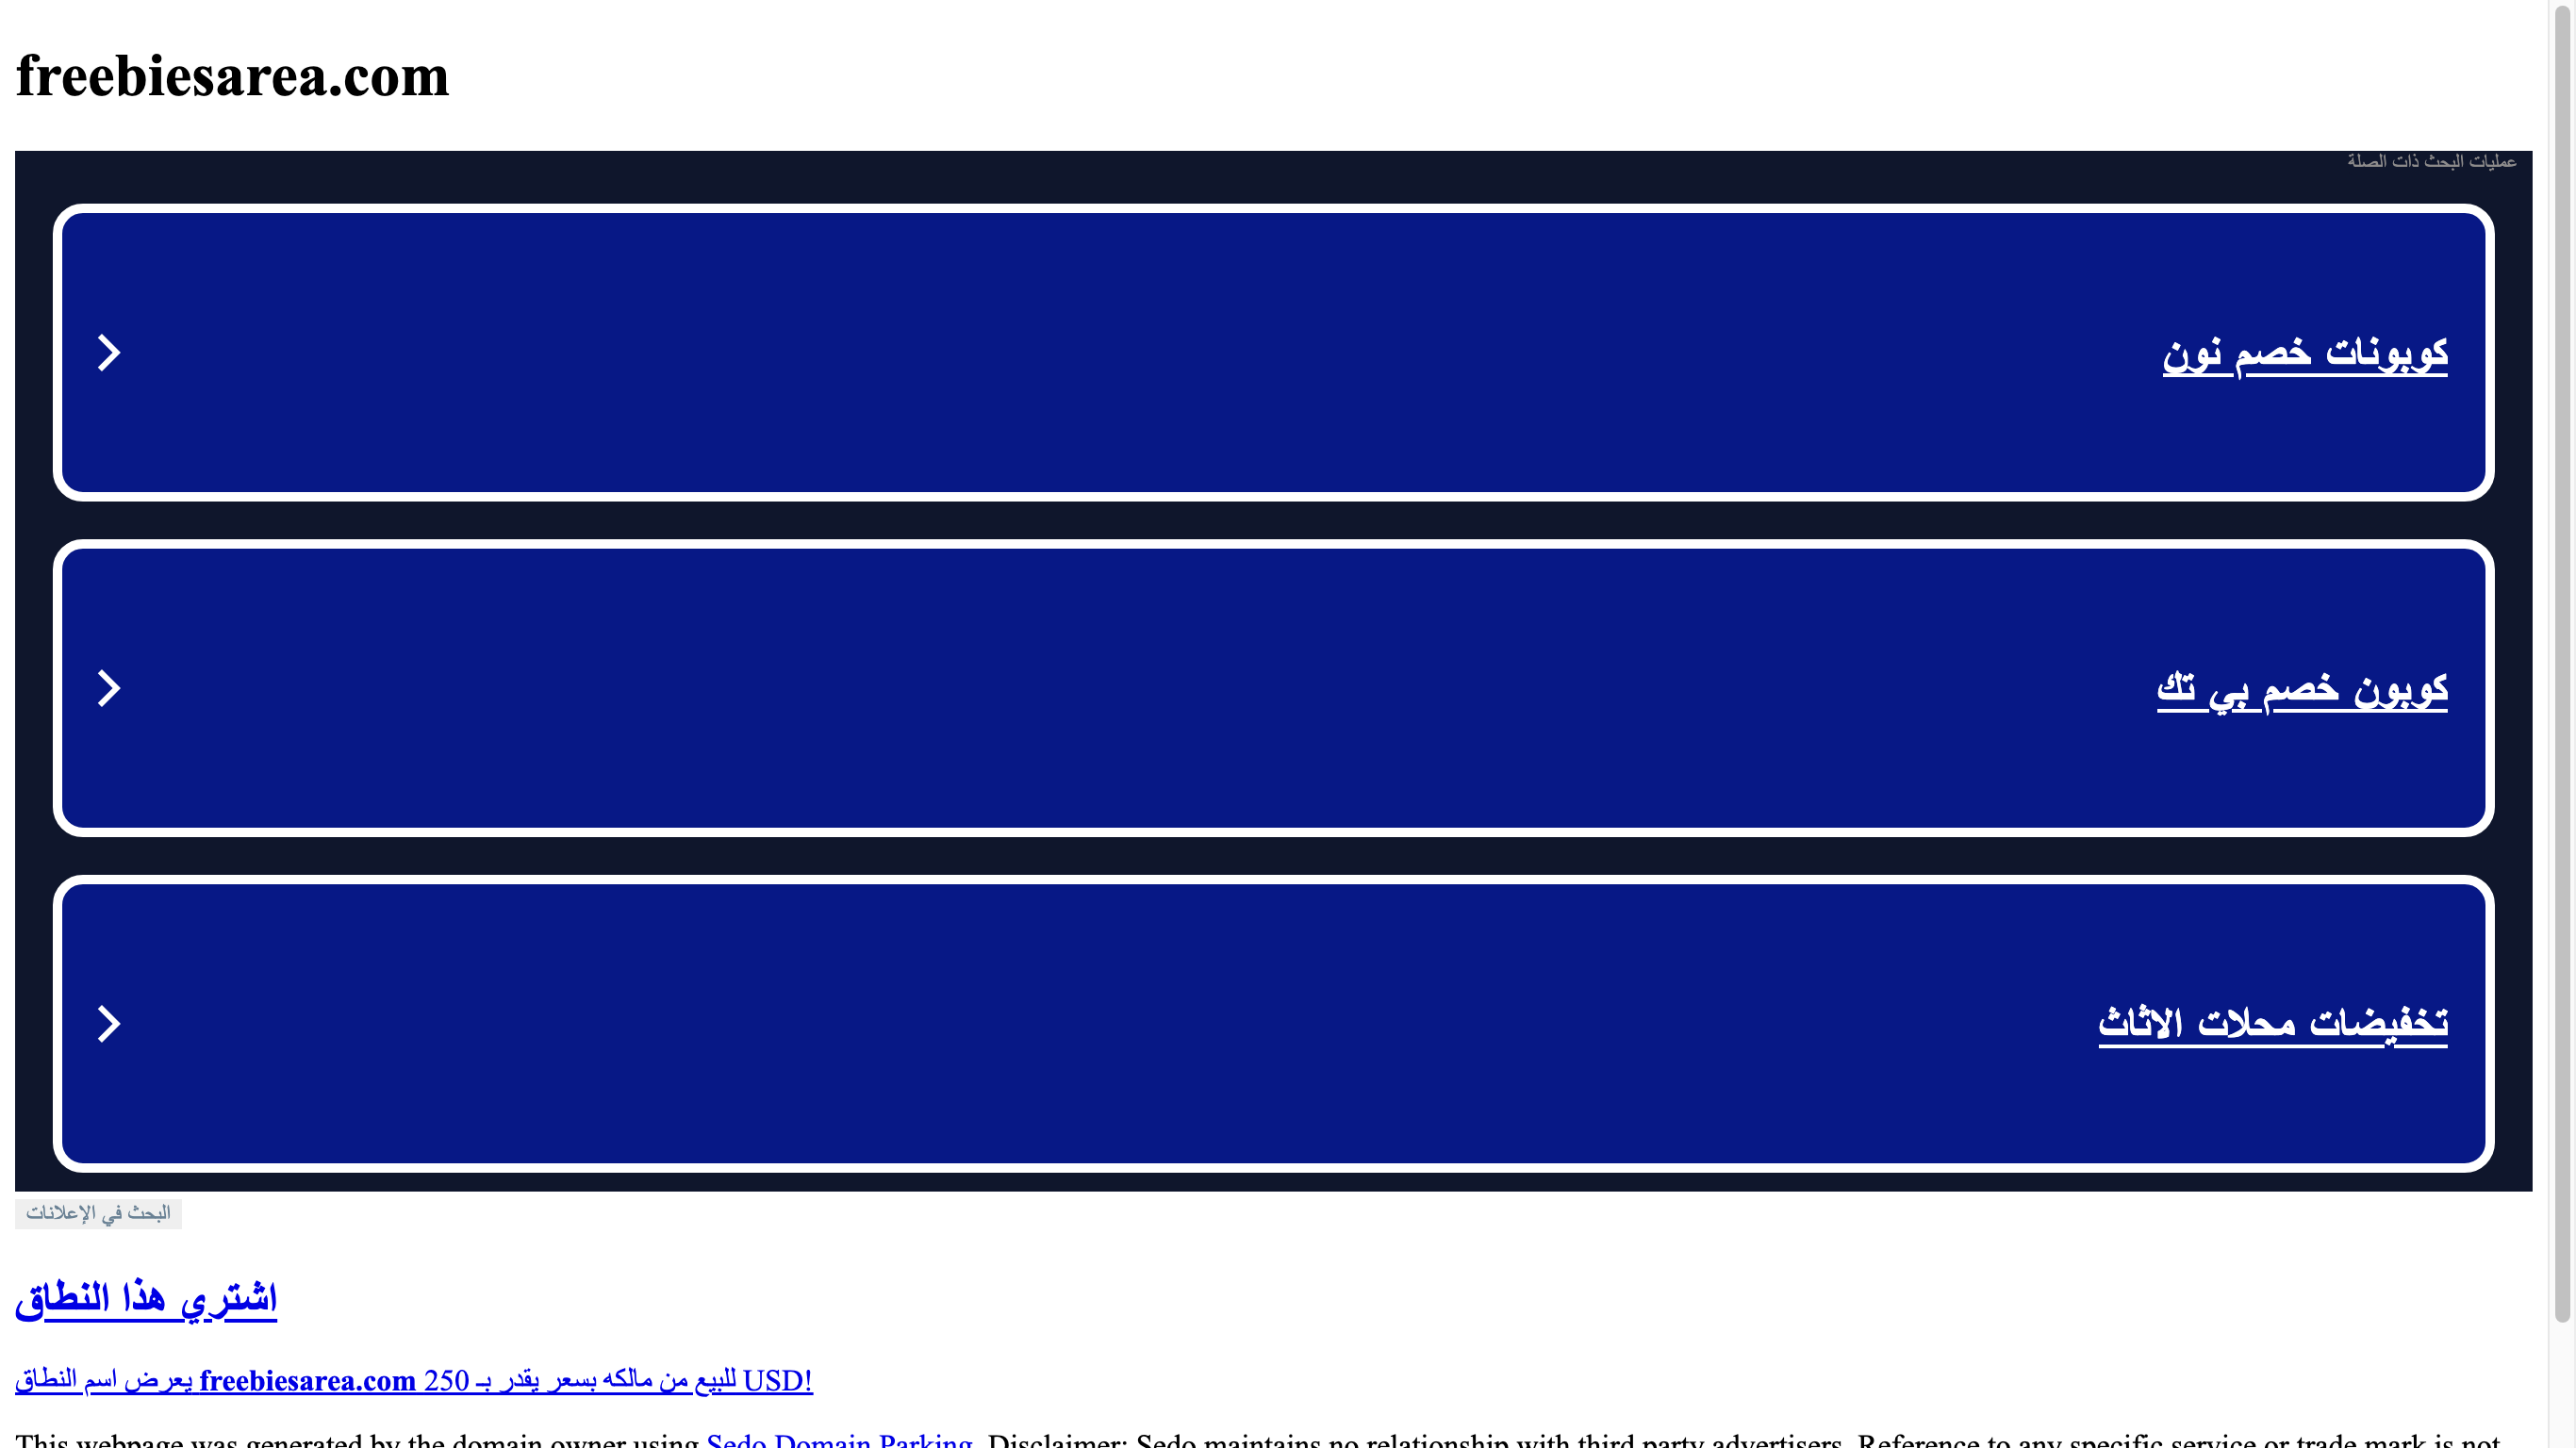 freebiesarea.com
عمليات البحث ذات الصلة
كوبونات خصم نون
كوبون خصم بي تك
تخفيضات محلات الاثاث
البحث في الإعلانات
اشتري هذا النطاق
يعرض اسم النطاق freebiesarea.com للبيع من مالكه بسعر يقدر بـ 250 USD!
This webpage was generated by the domain owner using Sedo Domain Parking. Disclaimer: Sedo maintains no relationship with third party advertisers. Reference to any specific service or trade mark is not